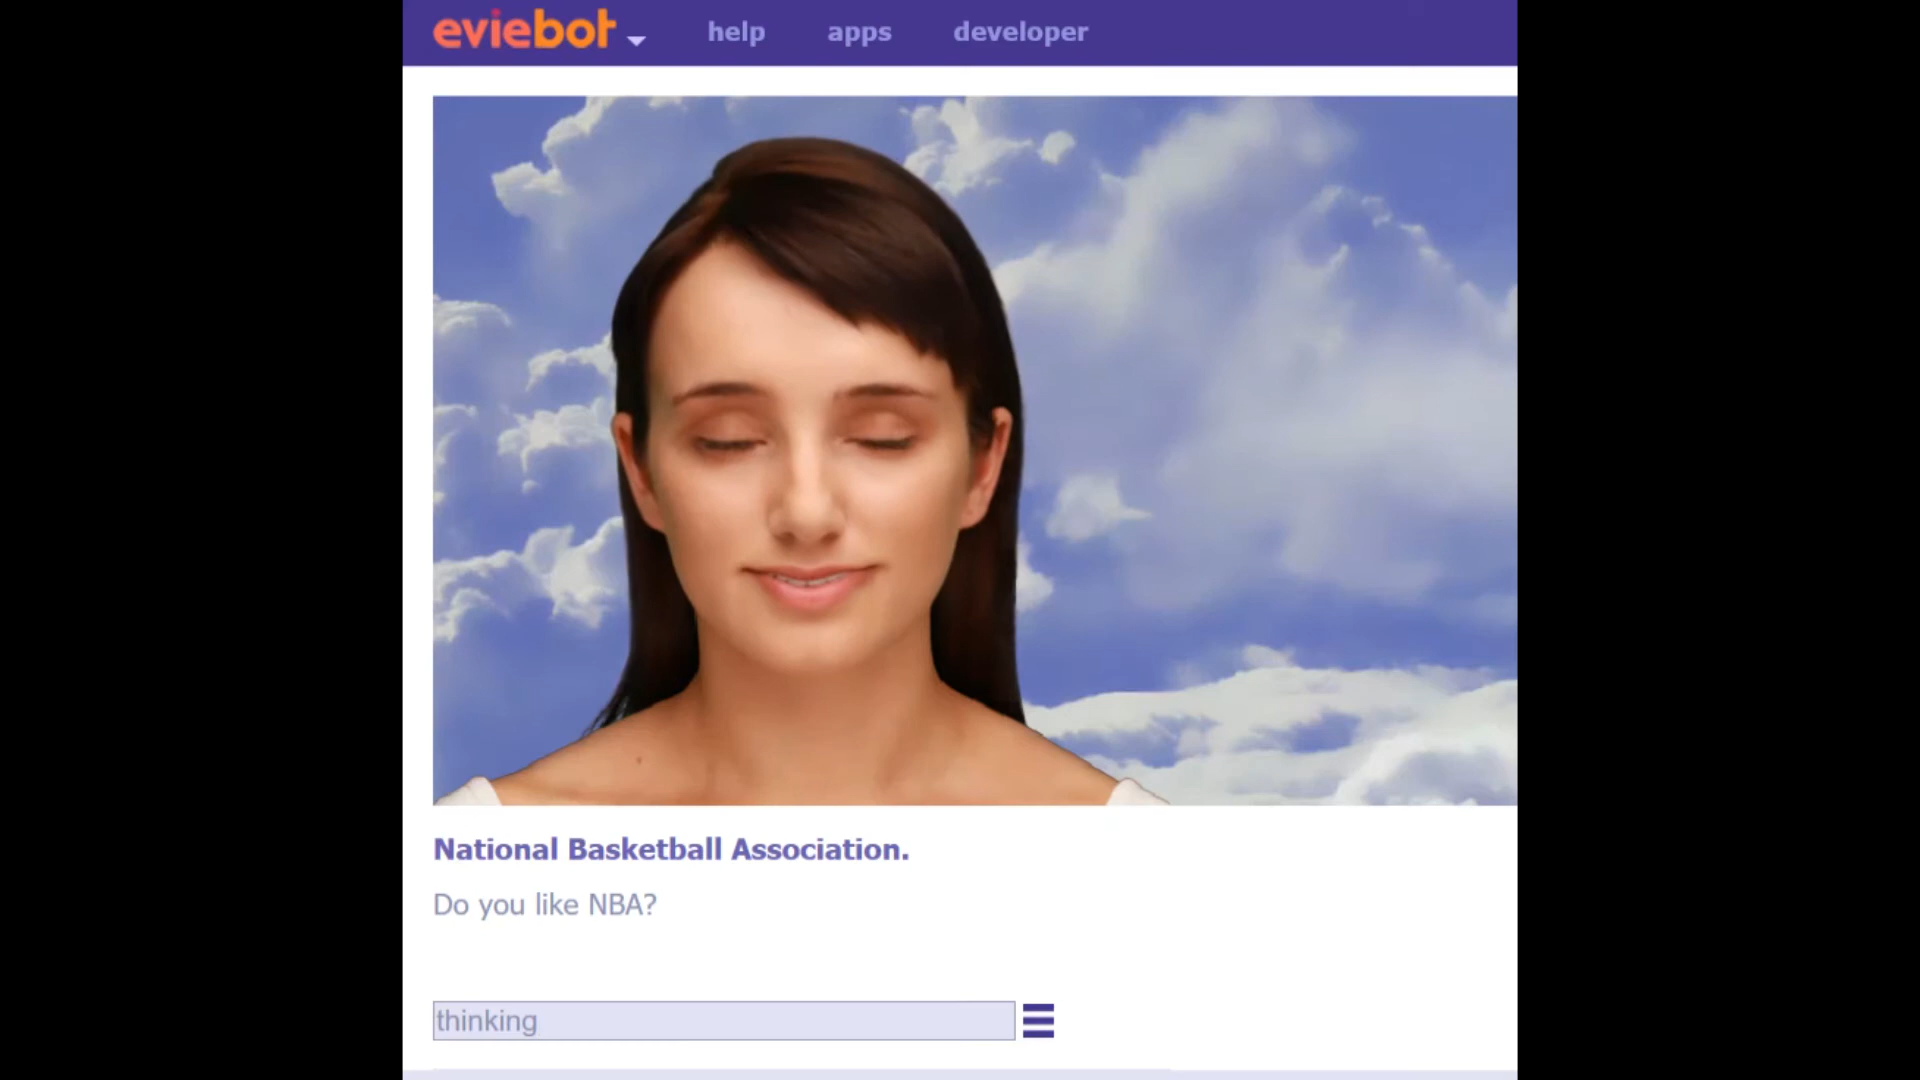 eviebot help apps developer
National Basketball Association.
Do you like NBA?
thinking